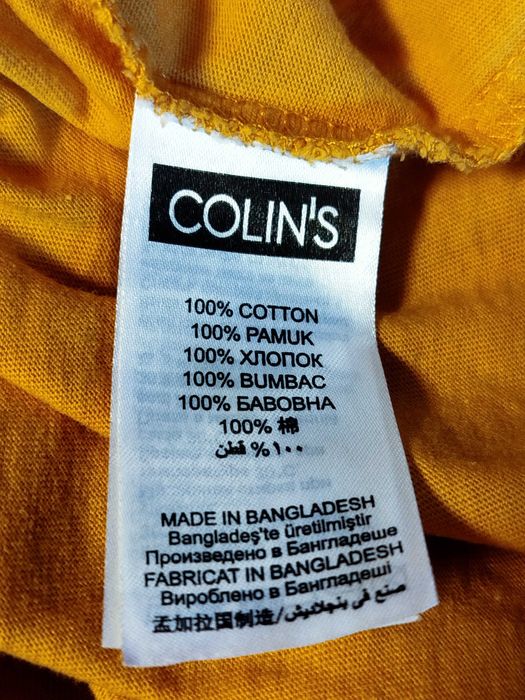 COLIN'S
100% COTTON
100% PAMUK
100% ХЛОПОК
100% BUMBAC
100% БАВОВНА
100% 棉
١٠٠% قطن
MADE IN BANGLADESH
Bangladeş'te üretilmiştir
Произведено в Бангладеше
FABRICAT IN BANGLADESH
Вироблено в Бангладеші
孟加拉国制造/صنع في بنجلاديش